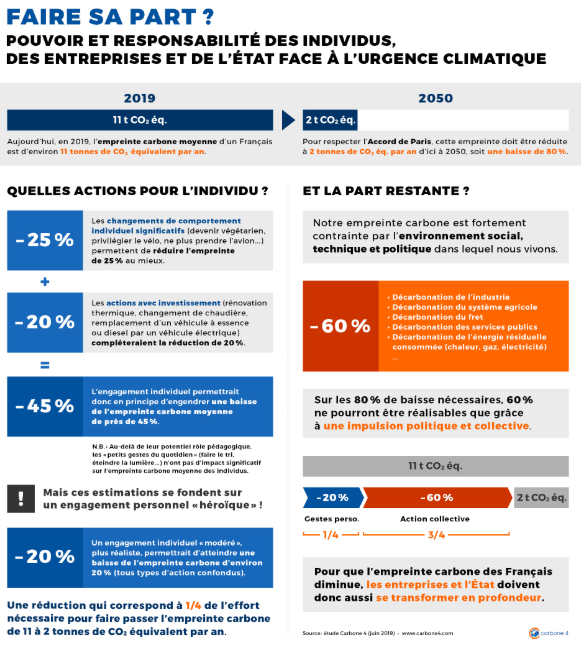 FAIRE SA PART ?
POUVOIR ET RESPONSABILITÉ DES INDIVIDUS,
DES ENTREPRISES ET DE L'ÉTAT FACE À L'URGENCE CLIMATIQUE
2019
11 t CO₂ éq.
Aujourd'hui, en 2019, l'empreinte carbone moyenne d'un Français
est d'environ 11 tonnes de CO₂ équivalent par an.
2050
2 t CO₂ éq.
Pour respecter l'Accord de Paris, cette empreinte doit être réduite
à 2 tonnes de CO₂ éq. par an d'ici à 2050, soit une baisse de 80 %.
QUELLES ACTIONS POUR L'INDIVIDU ?
– 25 %
Les changements de comportement
individuel significatifs (devenir végétarien,
privilégier le vélo, ne plus prendre l'avion...)
permettent de réduire l'empreinte
de 25 % au mieux.
+
– 20 %
Les actions avec investissement (rénovation
thermique, changement de chaudière,
remplacement d'un véhicule à essence
ou diesel par un véhicule électrique)
compléteraient la réduction de 20 %.
=
– 45 %
L'engagement individuel permettrait
donc en principe d'engendrer une baisse
de l'empreinte carbone moyenne
de près de 45 %.
N.B. : Au-delà de leur potentiel rôle pédagogique,
les « petits gestes du quotidien » (faire le tri,
éteindre la lumière...) n'ont pas d'impact significatif
sur l'empreinte carbone moyenne des individus.
!
Mais ces estimations se fondent sur
un engagement personnel « héroïque » !
– 20 %
Un engagement individuel « modéré »,
plus réaliste, permettrait d'atteindre une
baisse de l'empreinte carbone d'environ
20 % (tous types d'action confondus).
Une réduction qui correspond à 1/4 de l'effort
nécessaire pour faire passer l'empreinte carbone
de 11 à 2 tonnes de CO₂ équivalent par an.
ET LA PART RESTANTE ?
Notre empreinte carbone est fortement
contrainte par l'environnement social,
technique et politique dans lequel nous vivons.
– 60 %
• Décarbonation de l'industrie
• Décarbonation du système agricole
• Décarbonation du fret
• Décarbonation des services publics
• Décarbonation de l'énergie résiduelle
consommée (chaleur, gaz, électricité)
...
Sur les 80 % de baisse nécessaires, 60 %
ne pourront être réalisables que grâce
à une impulsion politique et collective.
11 t CO₂ éq.
– 20 %
– 60 %
2 t CO₂ éq.
Gestes perso.
Action collective
1/4
3/4
Pour que l'empreinte carbone des Français
diminue, les entreprises et l'État doivent
donc aussi se transformer en profondeur.
Source : étude Carbone 4 (juin 2019) - www.carbone4.com
carbone 4